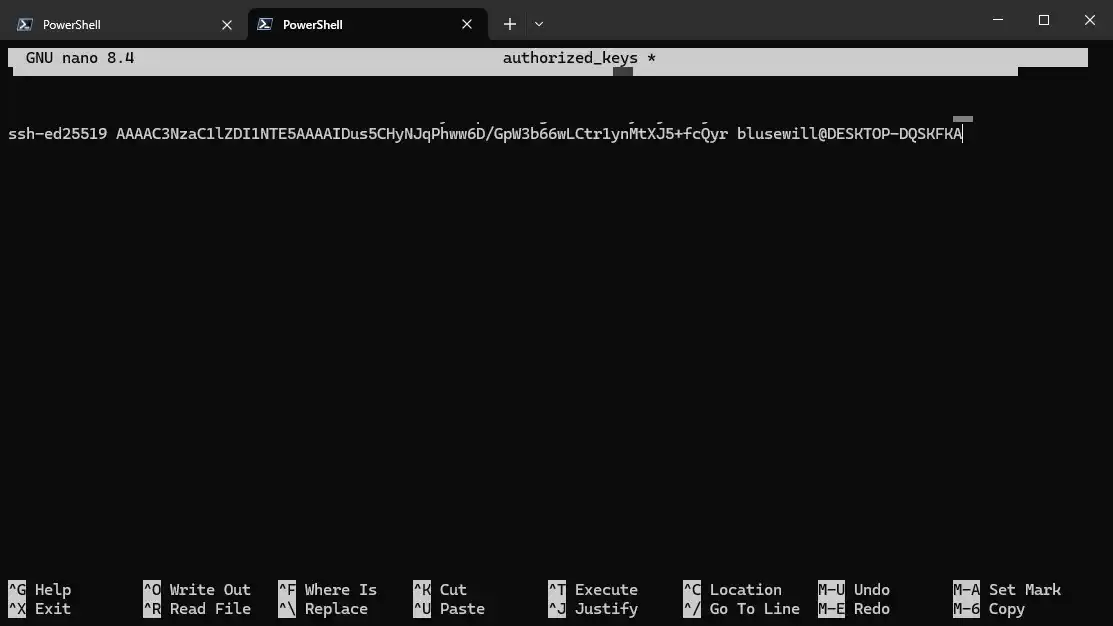 PowerShell
PowerShell
GNU nano 8.4 authorized_keys *
ssh-ed25519 AAAAC3NzaC1lZDI1NTE5AAAAIDus5CHyNJqPhww6D/GpW3b66wLCtr1ynMtXJ5+fcQyr blusewill@DESKTOP-DQSKFKA
^G Help ^O Write Out ^F Where Is ^K Cut ^T Execute ^C Location M-U Undo M-A Set Mark
^X Exit ^R Read File ^\ Replace ^U Paste ^J Justify ^/ Go To Line M-E Redo M-6 Copy